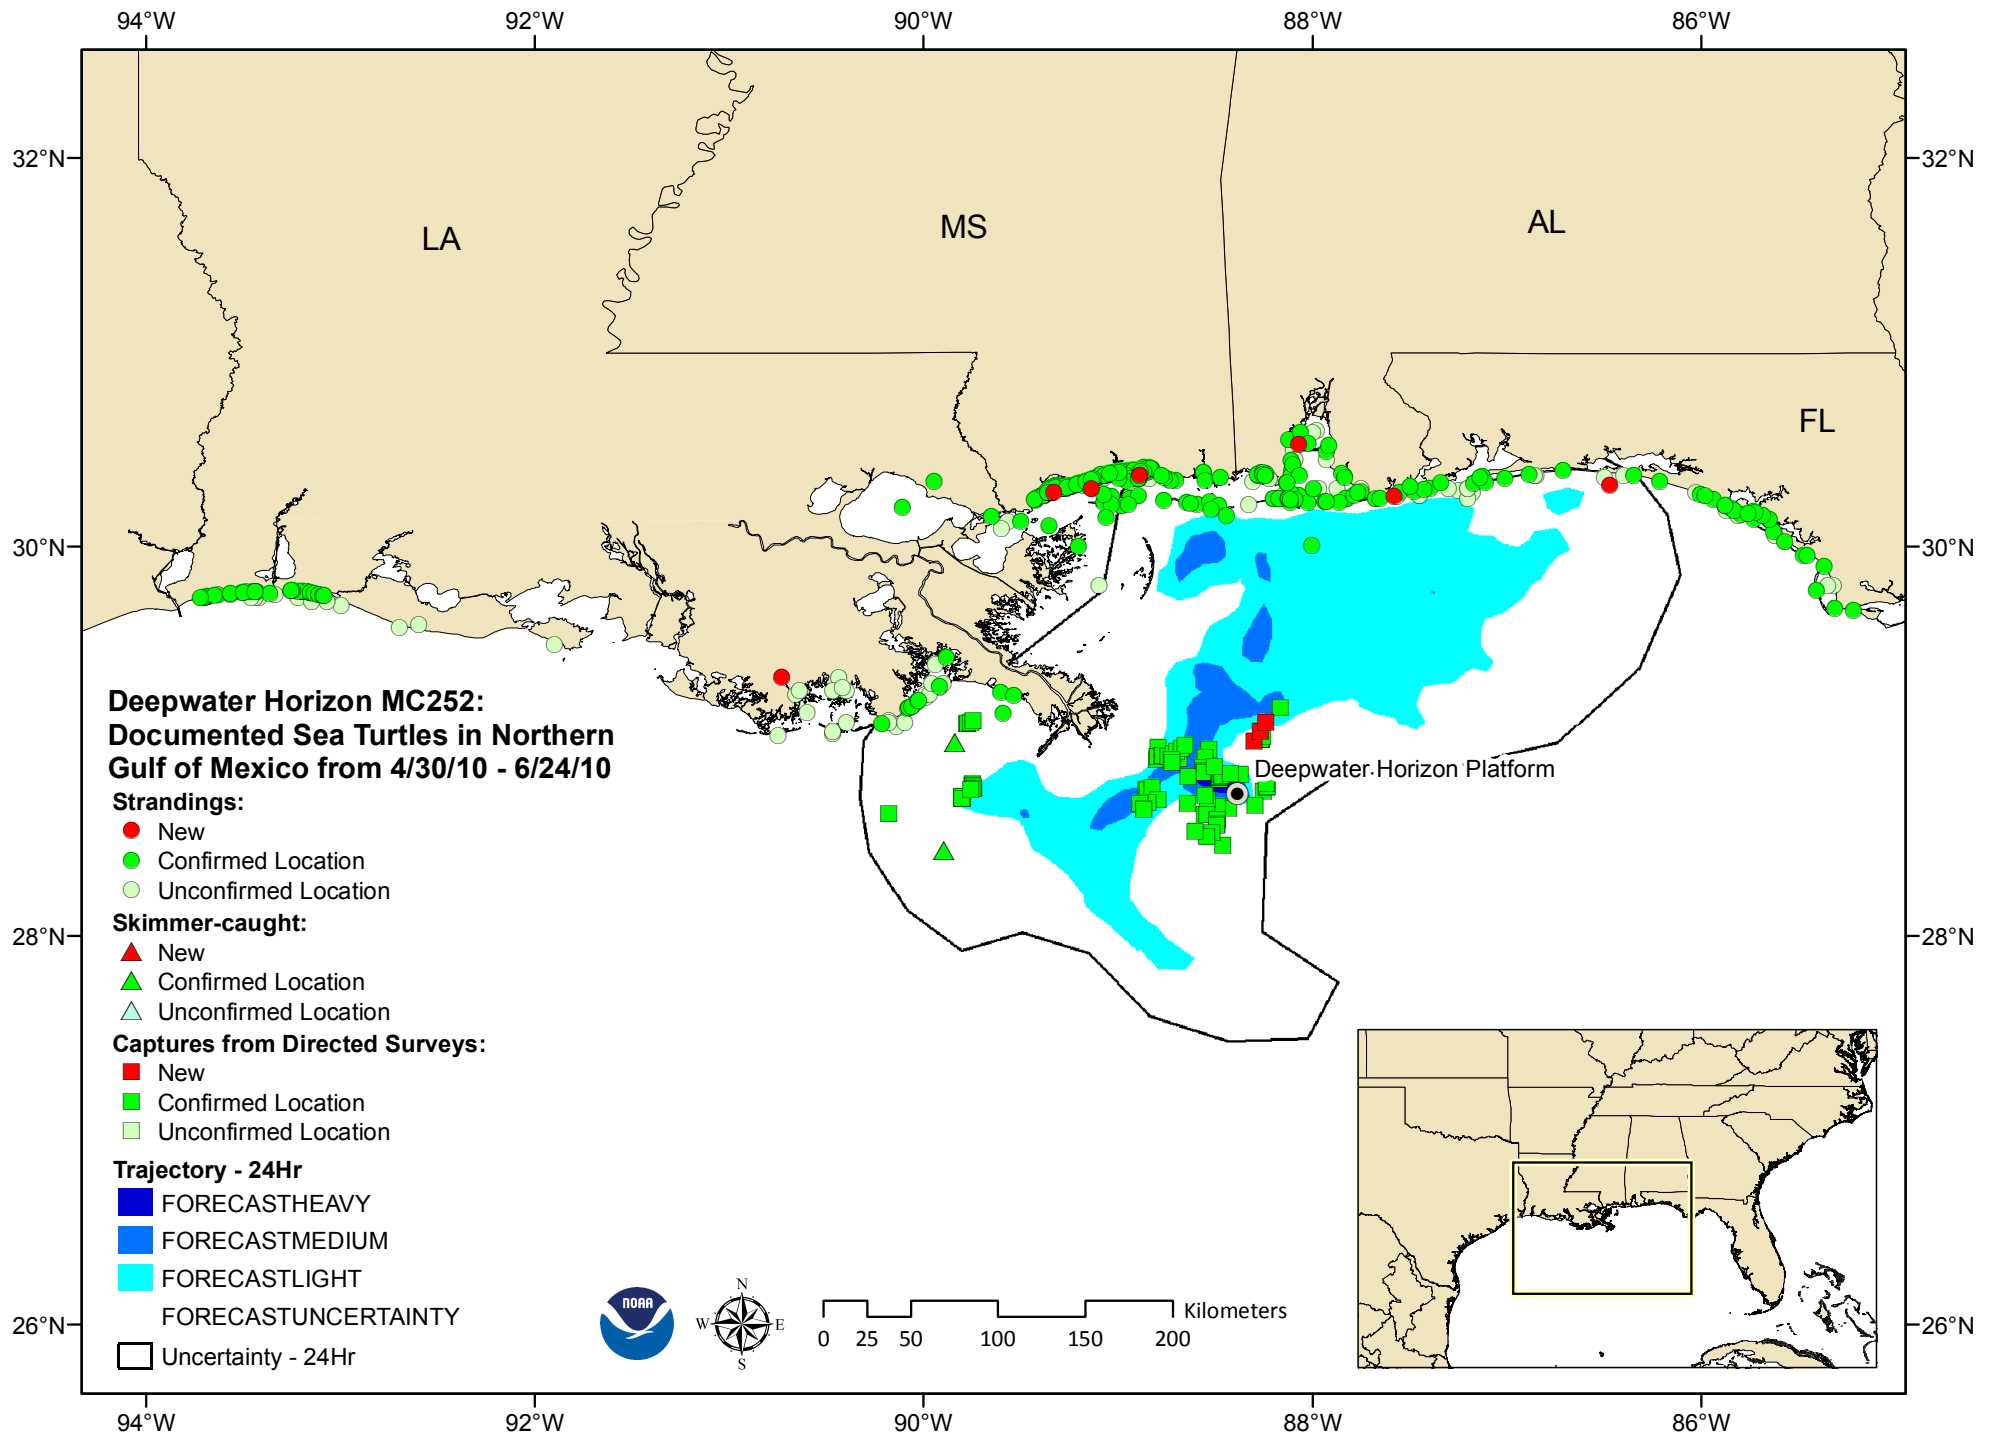 94°W 92°W 90°W 88°W 86°W
32°N 32°N
LA MS AL
FL
30°N 30°N
Deepwater Horizon MC252:
Documented Sea Turtles in Northern
Gulf of Mexico from 4/30/10 - 6/24/10
Deepwater Horizon Platform
Strandings:
New
Confirmed Location
Unconfirmed Location
Skimmer-caught:
New
Confirmed Location
Unconfirmed Location
28°N 28°N
Captures from Directed Surveys:
New
Confirmed Location
Unconfirmed Location
Trajectory - 24Hr
FORECASTHEAVY
FORECASTMEDIUM
FORECASTLIGHT
FORECASTUNCERTAINTY
Uncertainty - 24Hr
NOAA
N
W E
S
Kilometers
0 25 50 100 150 200
26°N 26°N
94°W 92°W 90°W 88°W 86°W